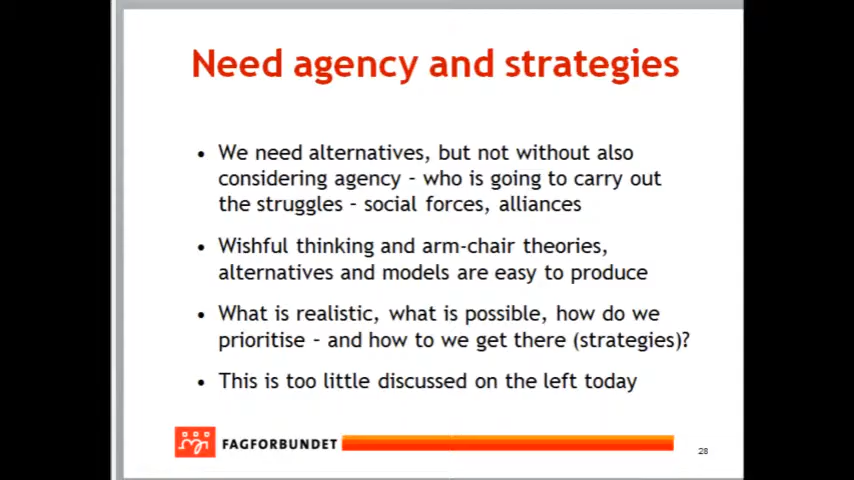 Need agency and strategies
• We need alternatives, but not without also
considering agency – who is going to carry out
the struggles – social forces, alliances
• Wishful thinking and arm-chair theories,
alternatives and models are easy to produce
• What is realistic, what is possible, how do we
prioritise – and how to we get there (strategies)?
• This is too little discussed on the left today
FAGFORBUNDET
28